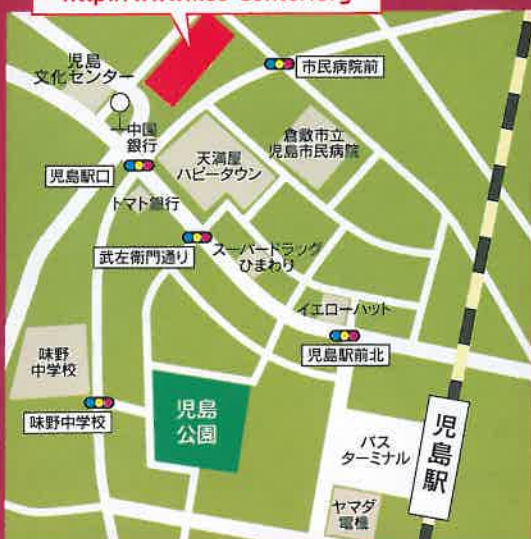 児島
文化センター
市民病院前
中国
銀行
倉敷市立
児島市民病院
天満屋
ハピータウン
児島駅口
トマト銀行
武左衛門通り
スーパードラッグ
ひまわり
イエローハット
児島駅前北
味野
中学校
味野中学校
児島
公園
バス
ターミナル
児島駅
ヤマダ
電機